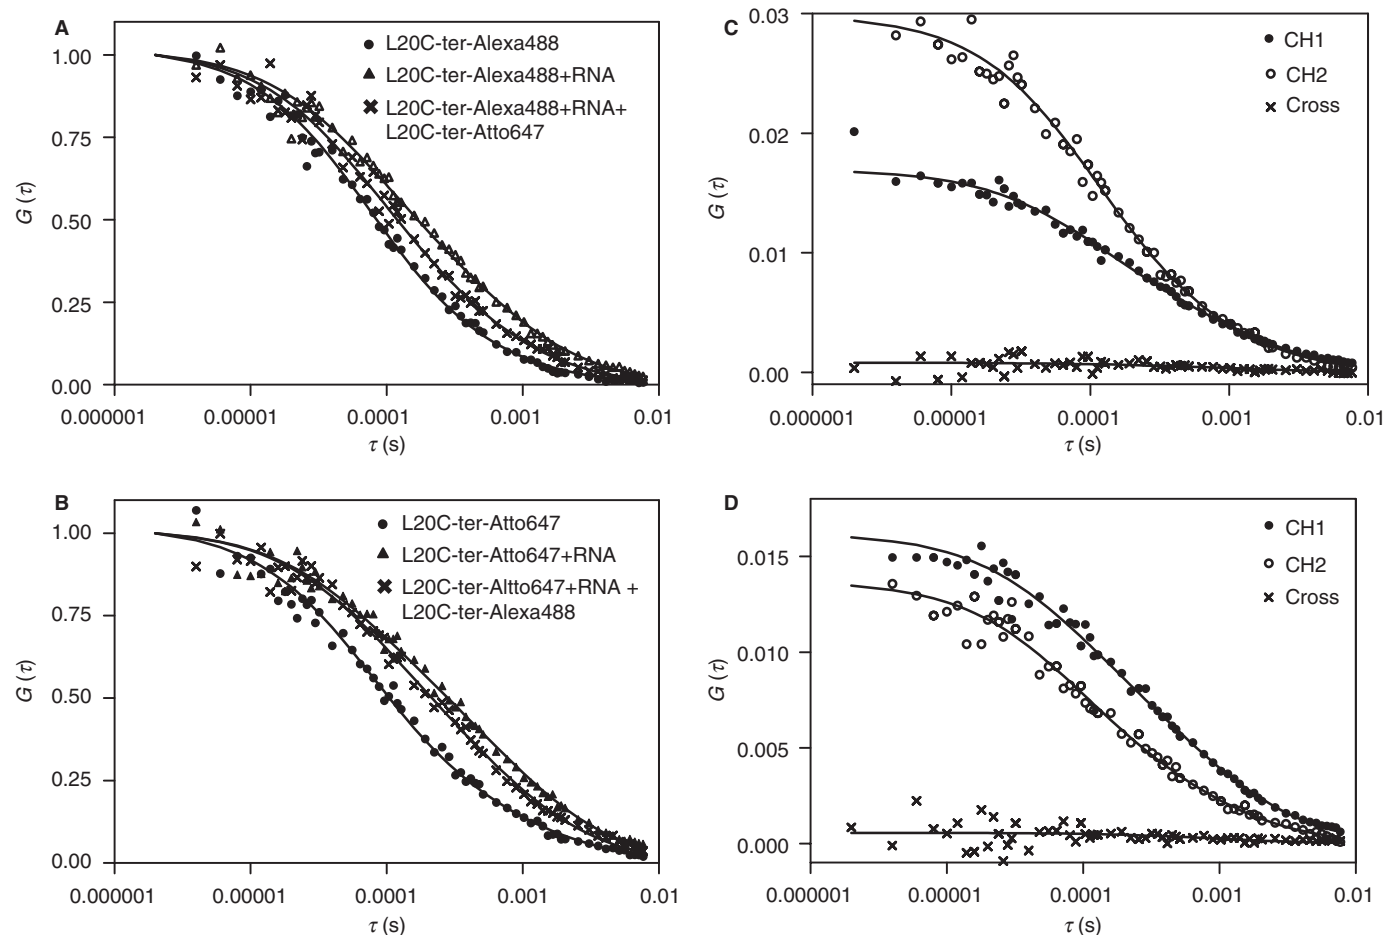 A
L20C-ter-Alexa488
L20C-ter-Alexa488+RNA
L20C-ter-Alexa488+RNA+
L20C-ter-Atto647
G (τ)
1.00
0.75
0.50
0.25
0.00
0.000001
0.00001
0.0001
0.001
0.01
τ (s)
C
CH1
CH2
Cross
G (τ)
0.03
0.02
0.01
0.00
0.000001
0.00001
0.0001
0.001
0.01
τ (s)
B
L20C-ter-Atto647
L20C-ter-Atto647+RNA
L20C-ter-Altto647+RNA +
L20C-ter-Alexa488
G (τ)
1.00
0.75
0.50
0.25
0.00
0.000001
0.00001
0.0001
0.001
0.01
τ (s)
D
CH1
CH2
Cross
G (τ)
0.015
0.010
0.005
0.000
0.000001
0.00001
0.0001
0.001
0.01
τ (s)